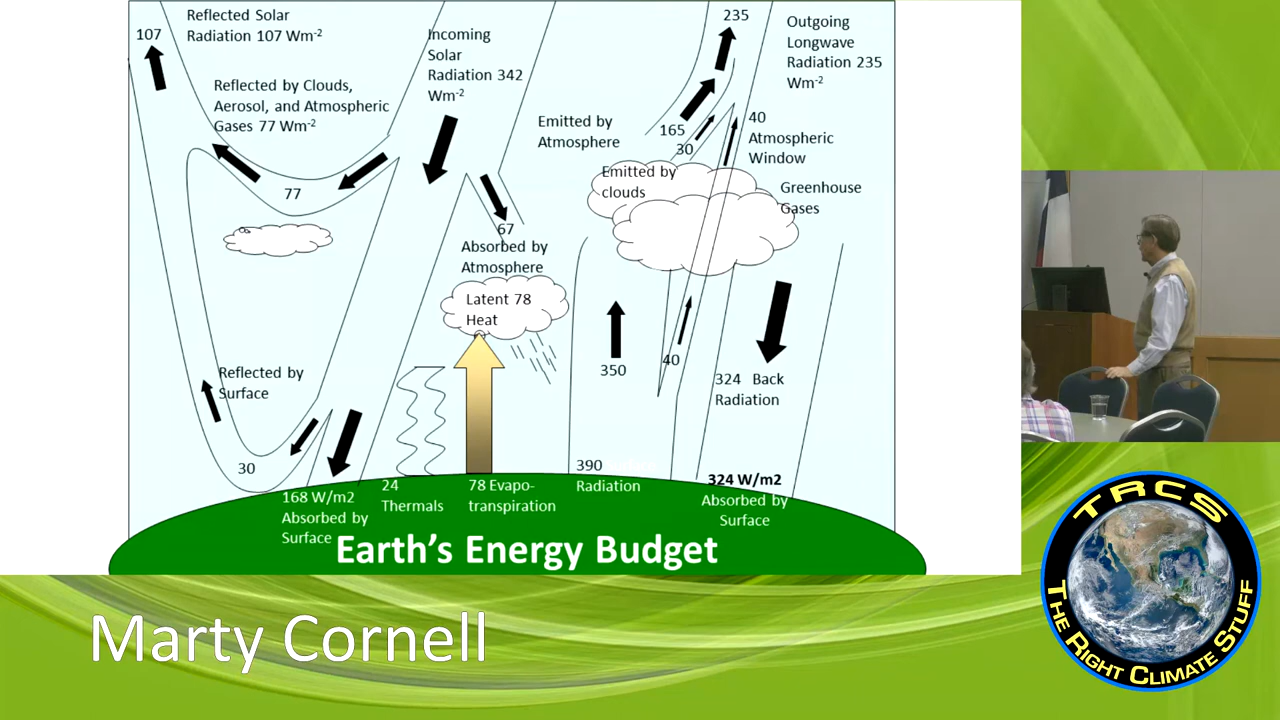 107
Reflected Solar
Radiation 107 Wm-2
Reflected by Clouds,
Aerosol, and Atmospheric
Gases 77 Wm-2
77
Incoming
Solar
Radiation 342
Wm-2
67
Absorbed by
Atmosphere
Latent 78
Heat
Emitted by
Atmosphere
235
Outgoing
Longwave
Radiation 235
Wm-2
165
30
40
Atmospheric
Window
Emitted by
clouds
Greenhouse
Gases
350
40
324 Back
Radiation
Reflected by
Surface
30
168 W/m2
Absorbed by
Surface
24
Thermals
78 Evapo-
transpiration
390
Radiation
324 W/m2
Absorbed by
Surface
Earth's Energy Budget
Marty Cornell
TRCS
THE RIGHT CLIMATE STUFF